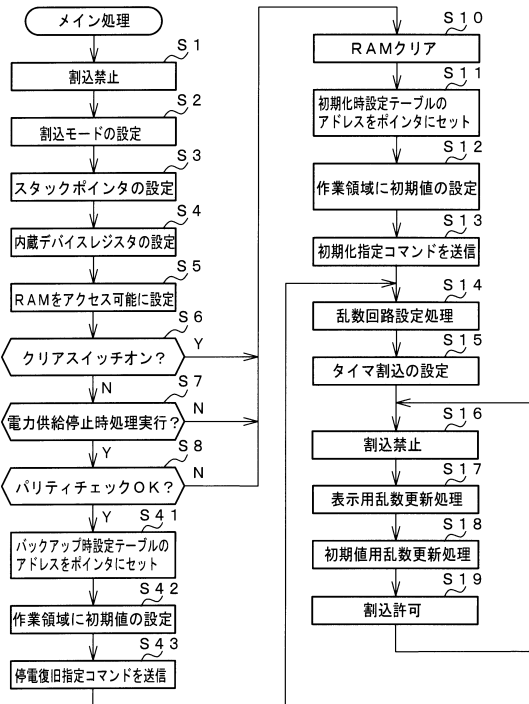 メイン処理
S1
割込禁止
S2
割込モードの設定
S3
スタックポインタの設定
S4
内蔵デバイスレジスタの設定
S5
RAMをアクセス可能に設定
S6
クリアスイッチオン?
Y
N
S7
電力供給停止時処理実行?
N
Y
S8
パリティチェックOK?
N
Y
S41
バックアップ時設定テーブルの
アドレスをポインタにセット
S42
作業領域に初期値の設定
S43
停電復旧指定コマンドを送信
S10
RAMクリア
S11
初期化時設定テーブルの
アドレスをポインタにセット
S12
作業領域に初期値の設定
S13
初期化指定コマンドを送信
S14
乱数回路設定処理
S15
タイマ割込の設定
S16
割込禁止
S17
表示用乱数更新処理
S18
初期値用乱数更新処理
S19
割込許可